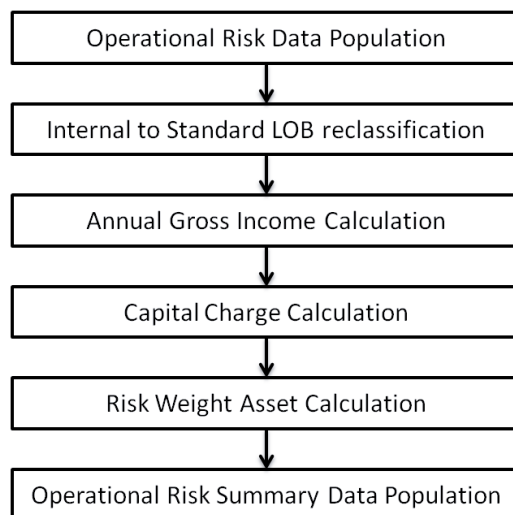 Operational Risk Data Population
Internal to Standard LOB reclassification
Annual Gross Income Calculation
Capital Charge Calculation
Risk Weight Asset Calculation
Operational Risk Summary Data Population